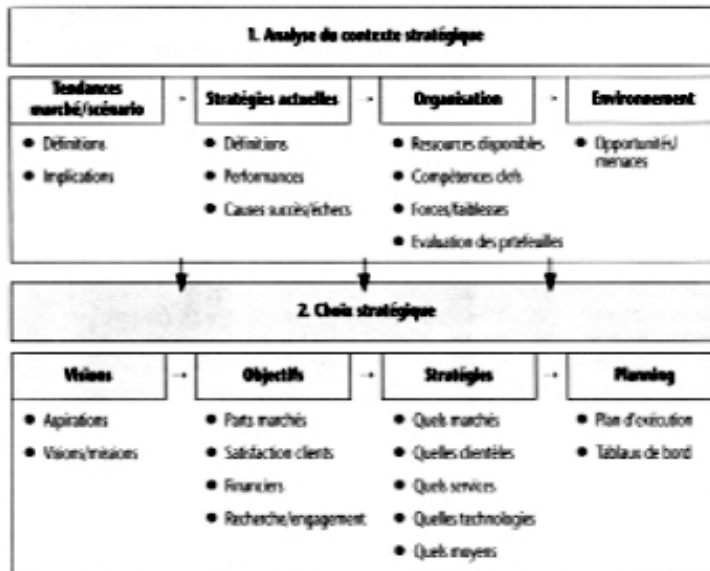 1. Analyse du contexte stratégique
Tendances
marché/scénario
Stratégies actuelles
Organisation
Environnement
Définitions
Implications
Définitions
Performances
Causes succès/échecs
Ressources disponibles
Compétences clefs
Forces/faiblesses
Evaluation des prtefeuilles
Opportunités/
menaces
2. Choix stratégique
Visions
Objectifs
Stratégies
Planning
Aspirations
Visions/missions
Parts marchés
Satisfaction clients
Financiers
Recherche/engagement
Quels marchés
Quelles clientèles
Quels services
Quelles technologies
Quels moyens
Plan d'exécution
Tablaux de bord